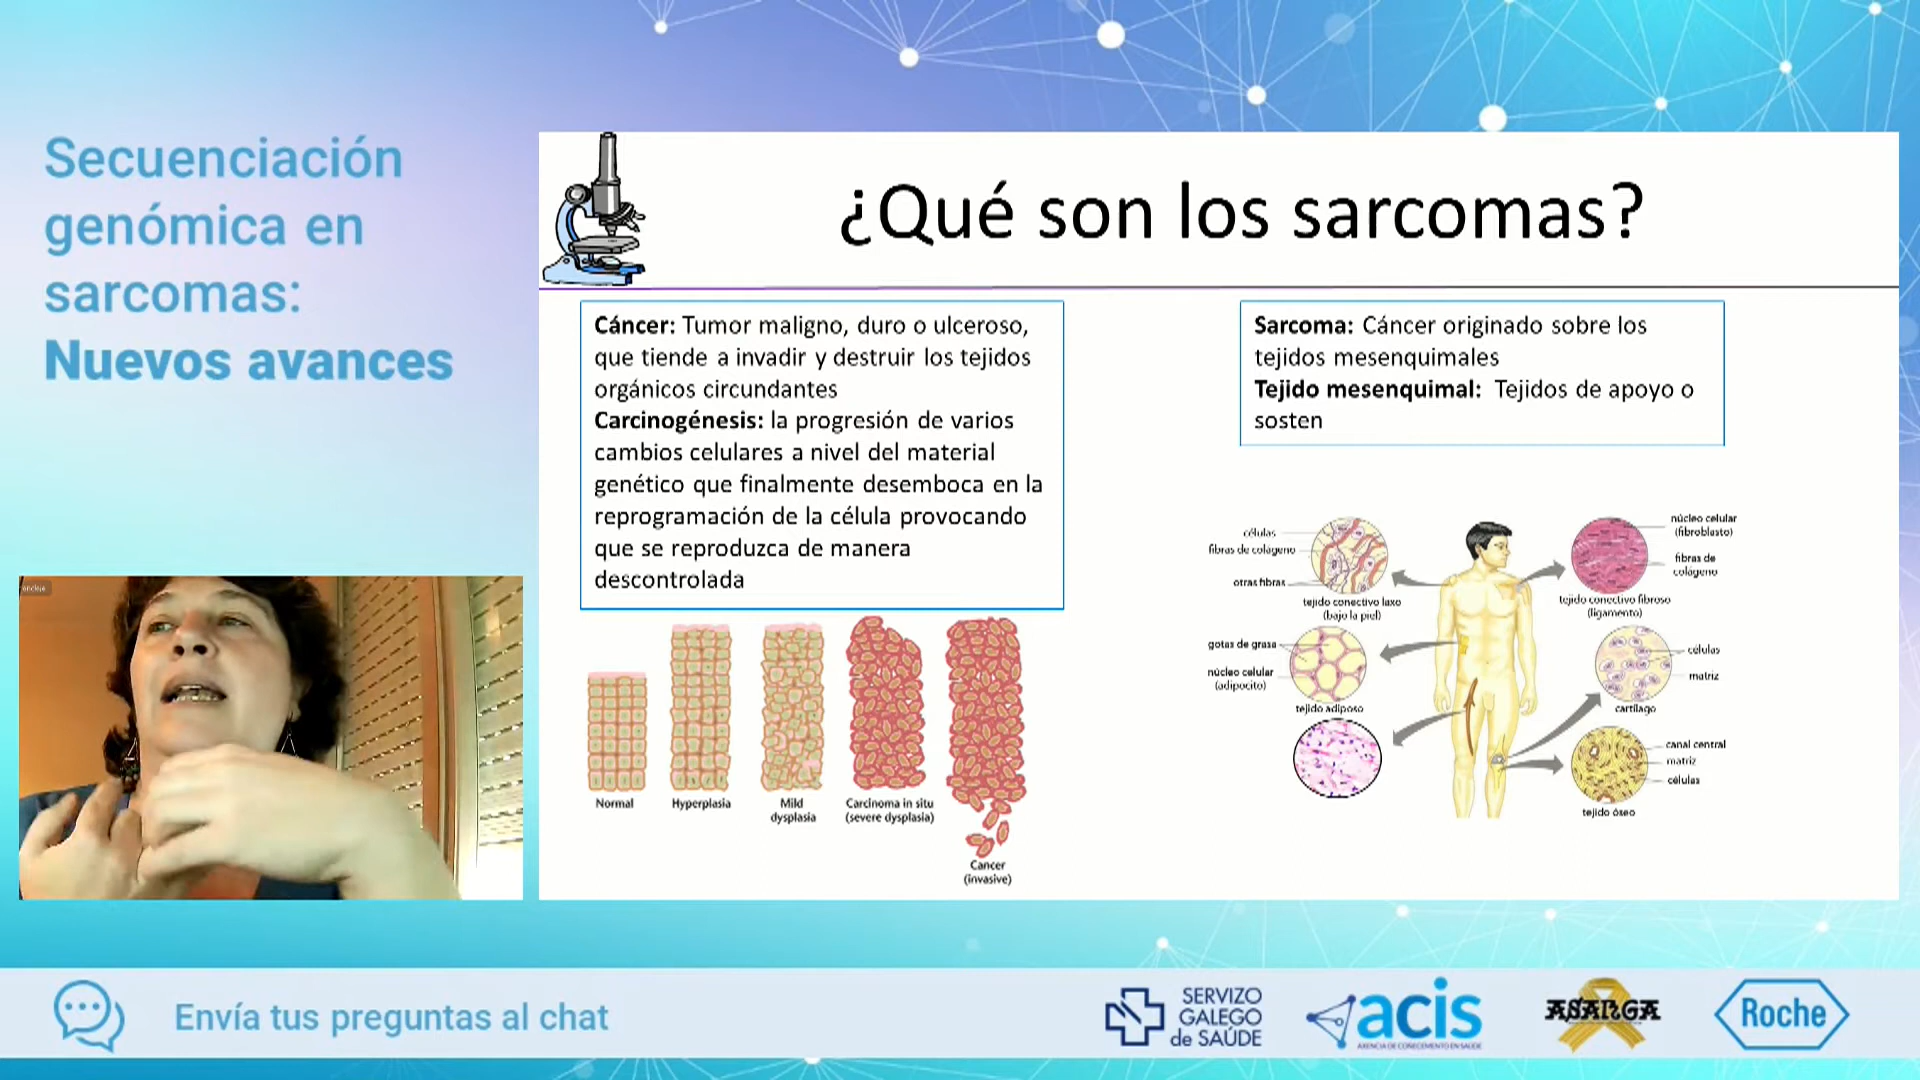 Secuenciación
genómica en
sarcomas:
Nuevos avances
¿Qué son los sarcomas?
Cáncer: Tumor maligno, duro o ulceroso,
que tiende a invadir y destruir los tejidos
orgánicos circundantes
Carcinogénesis: la progresión de varios
cambios celulares a nivel del material
genético que finalmente desemboca en la
reprogramación de la célula provocando
que se reproduzca de manera
descontrolada
Normal
Hyperplasia
Mild
dysplasia
Carcinoma in situ
(severe dysplasia)
Cancer
(invasive)
Sarcoma: Cáncer originado sobre los
tejidos mesenquimales
Tejido mesenquimal: Tejidos de apoyo o
sosten
células
fibras de colágeno
otras fibras
tejido conectivo laxo
(bajo la piel)
gotas de grasa
núcleo celular
(adipocito)
tejido adiposo
núcleo celular
(fibroblasto)
fibras de
colágeno
tejido conectivo fibroso
(ligamento)
células
matriz
cartílago
canal central
matriz
células
tejido óseo
Envía tus preguntas al chat
SERVIZO
GALEGO
de SAÚDE
acis
AXENCIA DE COÑECEMENTO EN SAÚDE
ASARGA
Roche